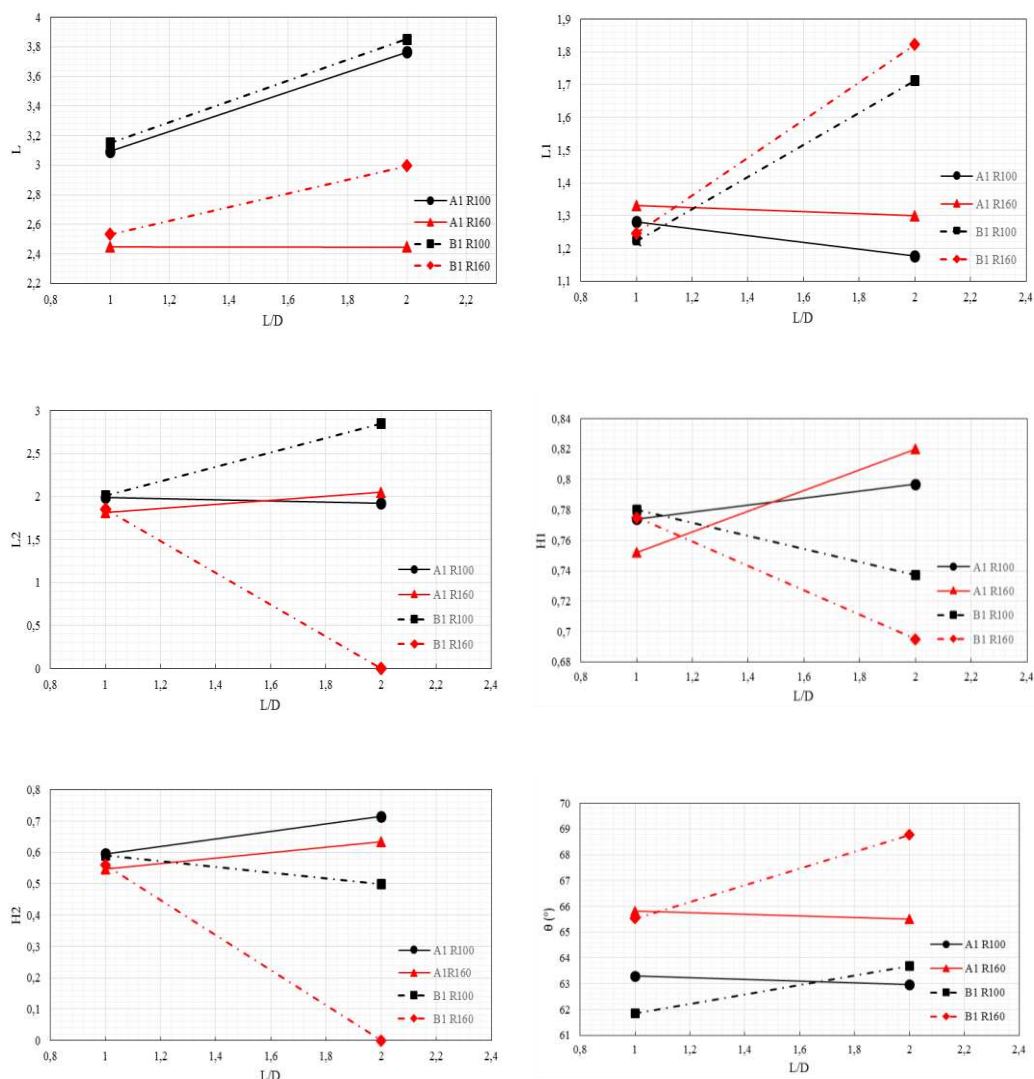 4
3,8
3,6
3,4
3,2
3
2,8
2,6
2,4
2,2
L
0,8 1 1,2 1,4 1,6 1,8 2 2,2
L/D
A1 R100
A1 R160
B1 R100
B1 R160
1,9
1,8
1,7
1,6
1,5
1,4
1,3
1,2
1,1
L1
0,8 1 1,2 1,4 1,6 1,8 2 2,2 2,4
L/D
A1 R100
A1 R160
B1 R100
B1 R160
3
2,5
2
1,5
1
0,5
0
L2
0,8 1 1,2 1,4 1,6 1,8 2 2,2 2,4
L/D
A1 R100
A1 R160
B1 R100
B1 R160
0,84
0,82
0,8
0,78
0,76
0,74
0,72
0,7
0,68
H1
0,8 1 1,2 1,4 1,6 1,8 2 2,2 2,4
L/D
A1 R100
A1 R160
B1 R100
B1 R160
0,8
0,7
0,6
0,5
0,4
0,3
0,2
0,1
0
H2
0,8 1 1,2 1,4 1,6 1,8 2 2,2 2,4
L/D
A1 R100
A1R160
B1 R100
B1 R160
70
69
68
67
66
65
64
63
62
61
θ (°)
0,8 1 1,2 1,4 1,6 1,8 2 2,2 2,4
L/D
A1 R100
A1 R160
B1 R100
B1 R160